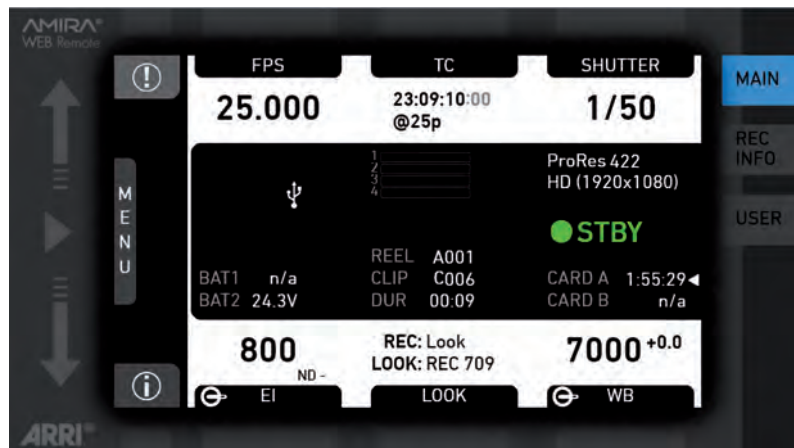 AMIRA®
WEB Remote
FPS
TC
SHUTTER
MAIN
25.000
23:09:10:00
@25p
1/50
REC
INFO
MENU
1
2
3
4
ProRes 422
HD (1920x1080)
STBY
USER
BAT1 n/a
BAT2 24.3V
REEL A001
CLIP C006
DUR 00:09
CARD A 1:55:29
CARD B n/a
800
ND -
REC: Look
LOOK: REC 709
7000 +0.0
EI
LOOK
WB
ARRI®